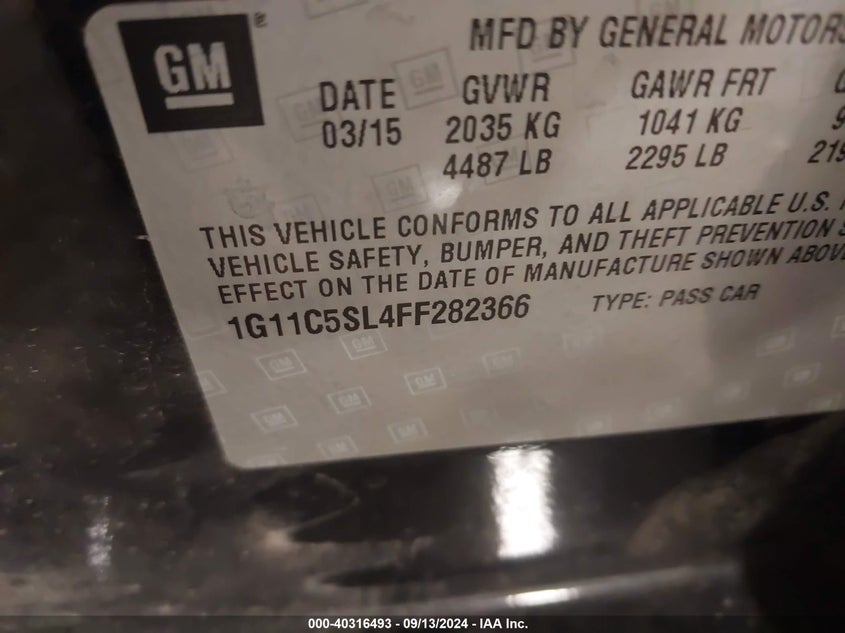 GM
MFD BY GENERAL MOTORS
DATE GVWR GAWR FRT
03/15 2035 KG 1041 KG
4487 LB 2295 LB 219
THIS VEHICLE CONFORMS TO ALL APPLICABLE U.S.
VEHICLE SAFETY, BUMPER, AND THEFT PREVENTION
EFFECT ON THE DATE OF MANUFACTURE SHOWN ABOVE
1G11C5SL4FF282366 TYPE: PASS CAR
000-40316493 - 09/13/2024 - IAA Inc.